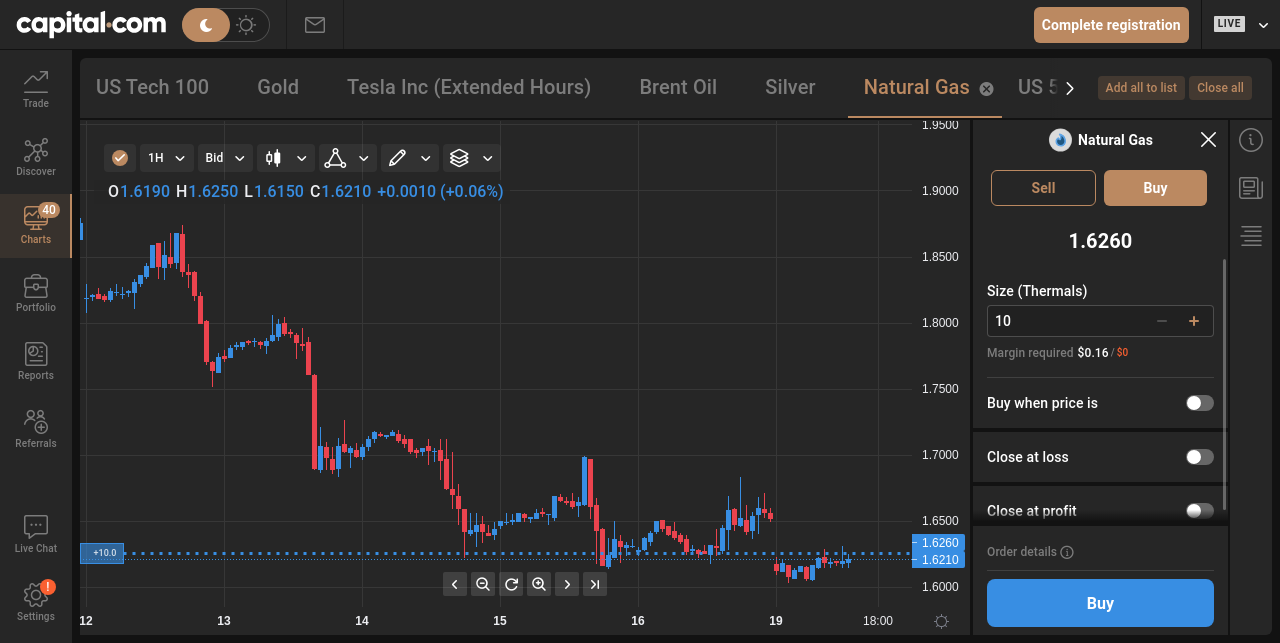 capital.com
Complete registration
LIVE
US Tech 100
Gold
Tesla Inc (Extended Hours)
Brent Oil
Silver
Natural Gas
US 5
Add all to list
Close all
Trade
Discover
40
Charts
Portfolio
Reports
Referrals
Live Chat
!
Settings
1H
Bid
O1.6190 H1.6250 L1.6150 C1.6210 +0.0010 (+0.06%)
1.9500
1.9000
1.8500
1.8000
1.7500
1.7000
1.6500
1.6260
1.6210
1.6000
+10.0
12
13
14
15
16
19
18:00
Natural Gas
Sell
Buy
1.6260
Size (Thermals)
10
Margin required $0.16 / $0
Buy when price is
Close at loss
Close at profit
Order details
Buy